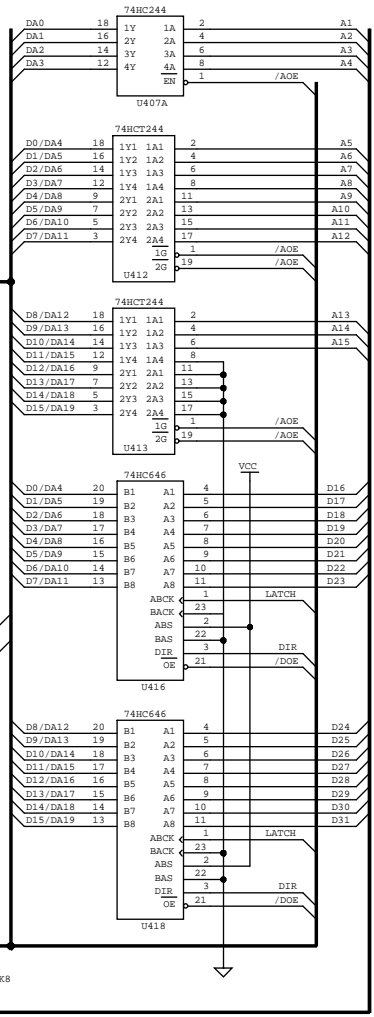 74HC244
DA0 18 1Y 1A 2 A1
DA1 16 2Y 2A 4 A2
DA2 14 3Y 3A 6 A3
DA3 12 4Y 4A 8 A4
EN 1 /AOE
U407A
74HCT244
D0/DA4 18 1Y1 1A1 2 A5
D1/DA5 16 1Y2 1A2 4 A6
D2/DA6 14 1Y3 1A3 6 A7
D3/DA7 12 1Y4 1A4 8 A8
D4/DA8 9 2Y1 2A1 11 A9
D5/DA9 7 2Y2 2A2 13 A10
D6/DA10 5 2Y3 2A3 15 A11
D7/DA11 3 2Y4 2A4 17 A12
1G 1 /AOE
2G 19 /AOE
U412
74HCT244
D8/DA12 18 1Y1 1A1 2 A13
D9/DA13 16 1Y2 1A2 4 A14
D10/DA14 14 1Y3 1A3 6 A15
D11/DA15 12 1Y4 1A4 8
D12/DA16 9 2Y1 2A1 11
D13/DA17 7 2Y2 2A2 13
D14/DA18 5 2Y3 2A3 15
D15/DA19 3 2Y4 2A4 17
1G 1 /AOE
2G 19 /AOE
U413
VCC
74HC646
D0/DA4 20 B1 A1 4 D16
D1/DA5 19 B2 A2 5 D17
D2/DA6 18 B3 A3 6 D18
D3/DA7 17 B4 A4 7 D19
D4/DA8 16 B5 A5 8 D20
D5/DA9 15 B6 A6 9 D21
D6/DA10 14 B7 A7 10 D22
D7/DA11 13 B8 A8 11 D23
ABCK 1 LATCH
BACK 23
ABS 2
BAS 22
DIR 3 DIR
OE 21 /DOE
U416
74HC646
D8/DA12 20 B1 A1 4 D24
D9/DA13 19 B2 A2 5 D25
D10/DA14 18 B3 A3 6 D26
D11/DA15 17 B4 A4 7 D27
D12/DA16 16 B5 A5 8 D28
D13/DA17 15 B6 A6 9 D29
D14/DA18 14 B7 A7 10 D30
D15/DA19 13 B8 A8 11 D31
ABCK 1 LATCH
BACK 23
ABS 2
BAS 22
DIR 3 DIR
OE 21 /DOE
U418
K8